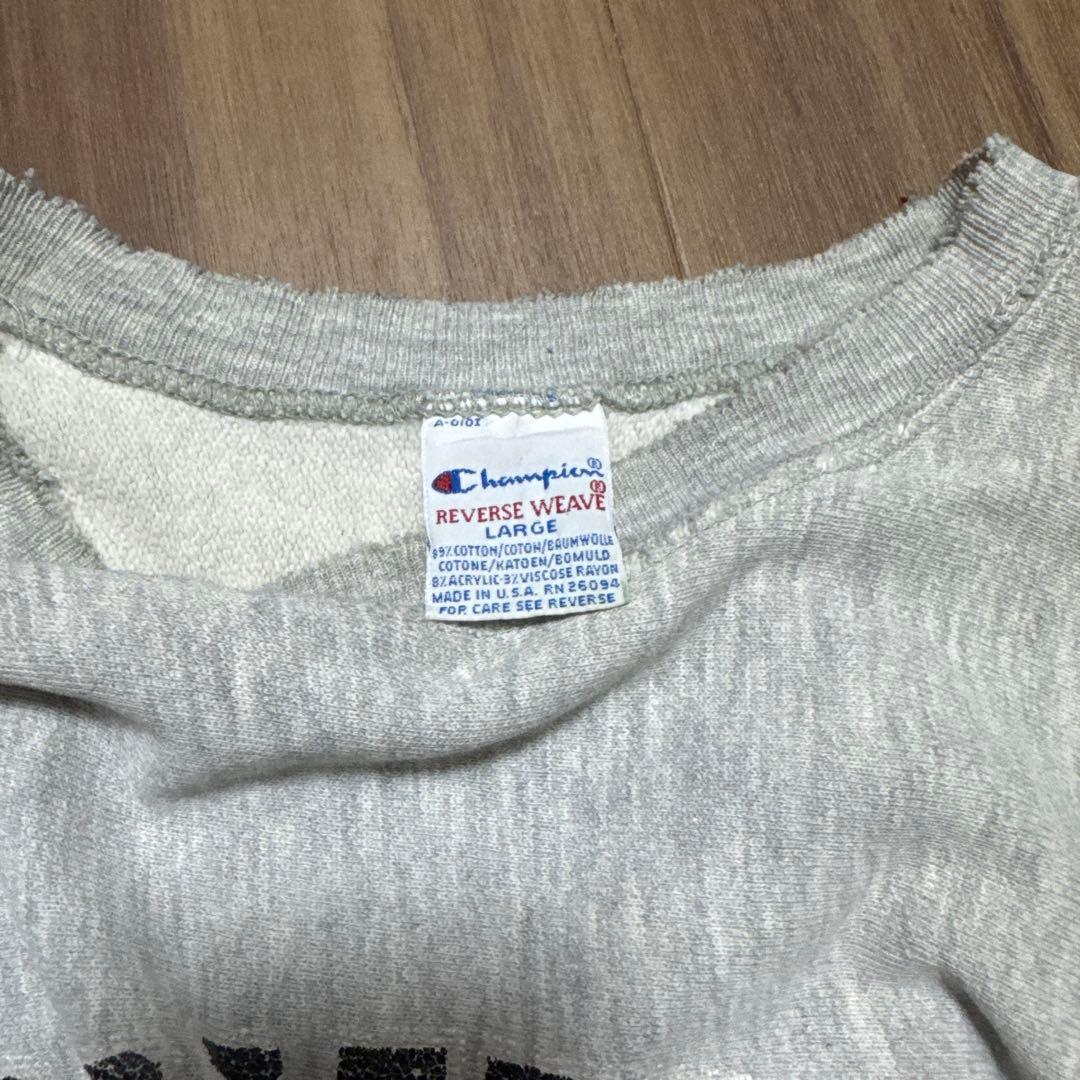 A-0101
Champion®
REVERSE WEAVE®
LARGE
89% COTTON/COTON/BAUMWOLLE
COTONE/KATOEN/BOMULD
8% ACRYLIC-3% VISCOSE RAYON
MADE IN U.S.A. RN 26094
FOR CARE SEE REVERSE